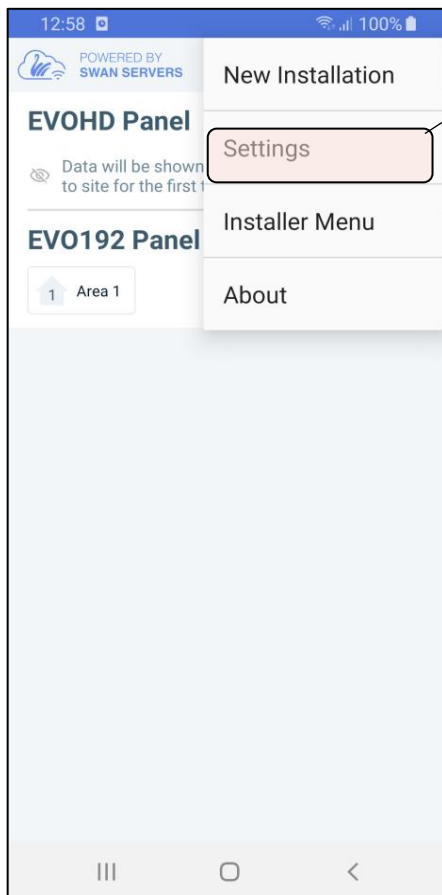 12:58
100%
POWERED BY
SWAN SERVERS
New Installation
EVOHD Panel
Settings
Data will be shown
to site for the first
Installer Menu
EVO192 Panel
1 Area 1
About